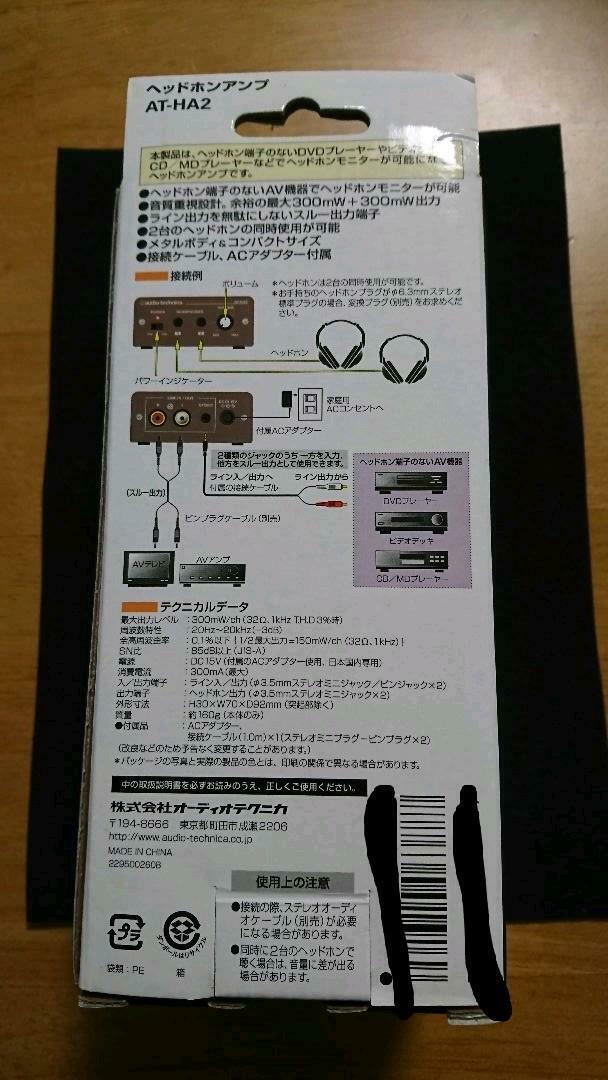 ヘッドホンアンプ
AT-HA2
本製品は、ヘッドホン端子のないDVDプレーヤーやビデオ
CD/MDプレーヤーなどでヘッドホンモニターが可能にな
ヘッドホンアンプです。
●ヘッドホン端子のないAV機器でヘッドホンモニターが可能
●音質重視設計。余裕の最大300mW+300mW出力
●ライン出力を無駄にしないスルー出力端子
●2台のヘッドホンの同時使用が可能
●メタルボディ&コンパクトサイズ
●接続ケーブル、ACアダプター付属
接続例
ボリューム
*ヘッドホンは2台の同時使用が可能です。
*お手持ちのヘッドホンプラグがφ6.3mmステレオ
標準プラグの場合、変換プラグ(別売)をお求めくだ
さい。
audio-technica
ヘッドホン
パワーインジケーター
家庭用
ACコンセントへ
付属ACアダプター
2種類のジャックのうち一方を入力、
他方をスルー出力として使用できます。
ライン入/出力へ
ライン出力から
付属の接続ケーブル
(スルー出力)
ピンプラグケーブル(別売)
AVテレビ
AVアンプ
ヘッドホン端子のないAV機器
DVDプレーヤー
ビデオデッキ
CD/MDプレーヤー
テクニカルデータ
最大出力レベル:300mW/ch(32Ω、1kHz T.H.D 3%時)
周波数特性:20Hz~20kHz(-3dB)
全高周波歪率:0.1%以下{1/2最大出力=150mW/ch(32Ω、1kHz)}
SN比:85dB以上(JIS-A)
電源:DC15V(付属のACアダプター使用、日本国内専用)
消費電流:300mA(最大)
入/出力端子:ライン入/出力(φ3.5mmステレオミニジャック/ピンジャック×2)
出力端子:ヘッドホン出力(φ3.5mmステレオミニジャック×2)
外形寸法:H30×W70×D92mm(突起部除く)
質量:約160g(本体のみ)
●付属品:ACアダプター、
接続ケーブル(1.0m)×1(ステレオミニプラグーピンプラグ×2)
(改良などのため予告なく変更することがあります。)
*パッケージの写真と実際の製品の色とは、印刷の関係で異なる場合があります。
中の取扱説明書を必ずお読みのうえ、正しくご使用ください。
株式会社オーディオテクニカ
〒194-8666 東京都町田市成瀬2206
http://www.audio-technica.co.jp
MADE IN CHINA
229500260B
使用上の注意
●接続の際、ステレオオーディ
オケーブル(別売)が必要
になる場合があります。
●同時に2台のヘッドホンで
聴く場合は、音量に差が出る
場合があります。
プラ
ダンボールはリサイクル
袋類:PE
箱